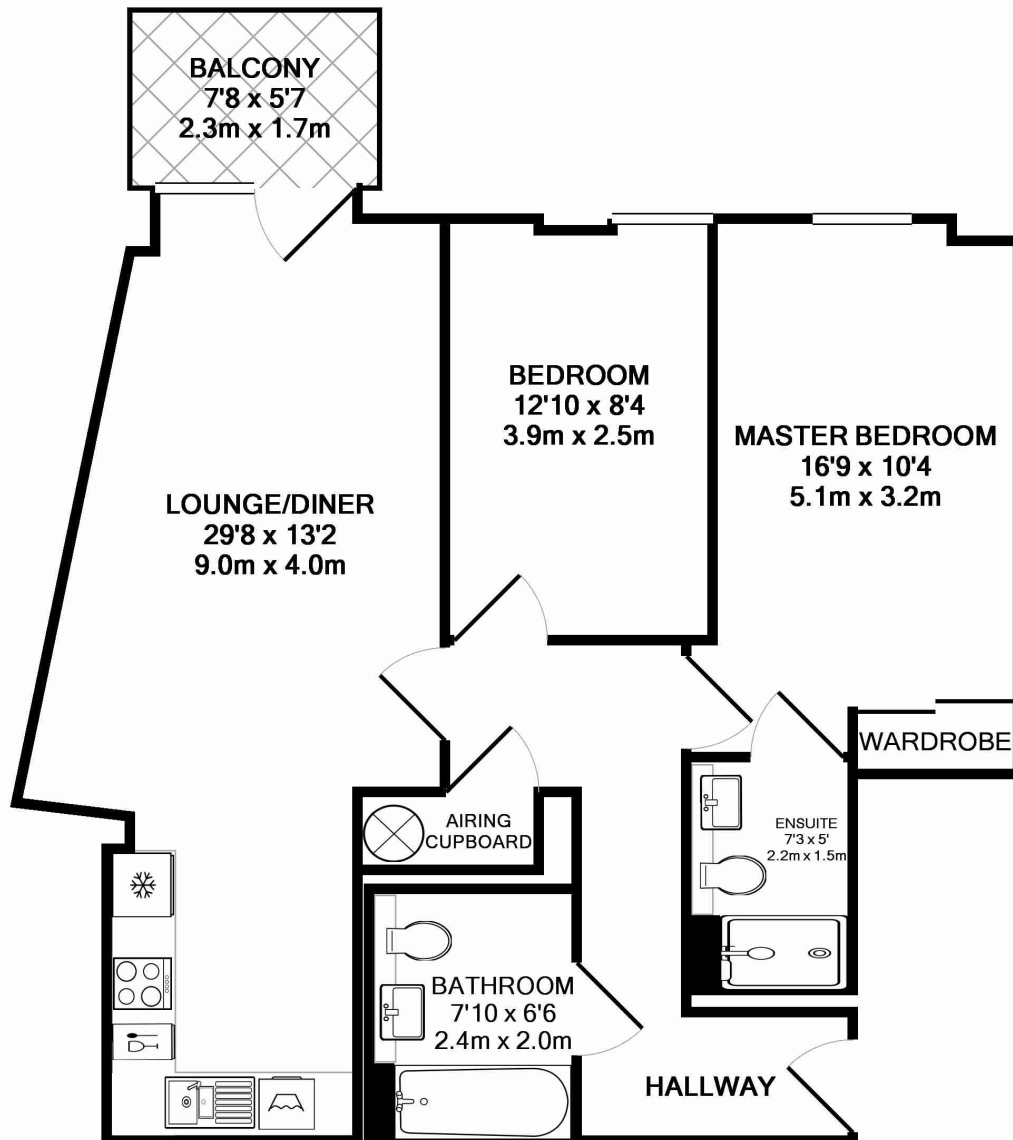 BALCONY
7'8 x 5'7
2.3m x 1.7m
BEDROOM
12'10 x 8'4
3.9m x 2.5m
MASTER BEDROOM
16'9 x 10'4
5.1m x 3.2m
LOUNGE/DINER
29'8 x 13'2
9.0m x 4.0m
WARDROBE
AIRING
CUPBOARD
ENSUITE
7'3 x 5'
2.2m x 1.5m
BATHROOM
7'10 x 6'6
2.4m x 2.0m
HALLWAY